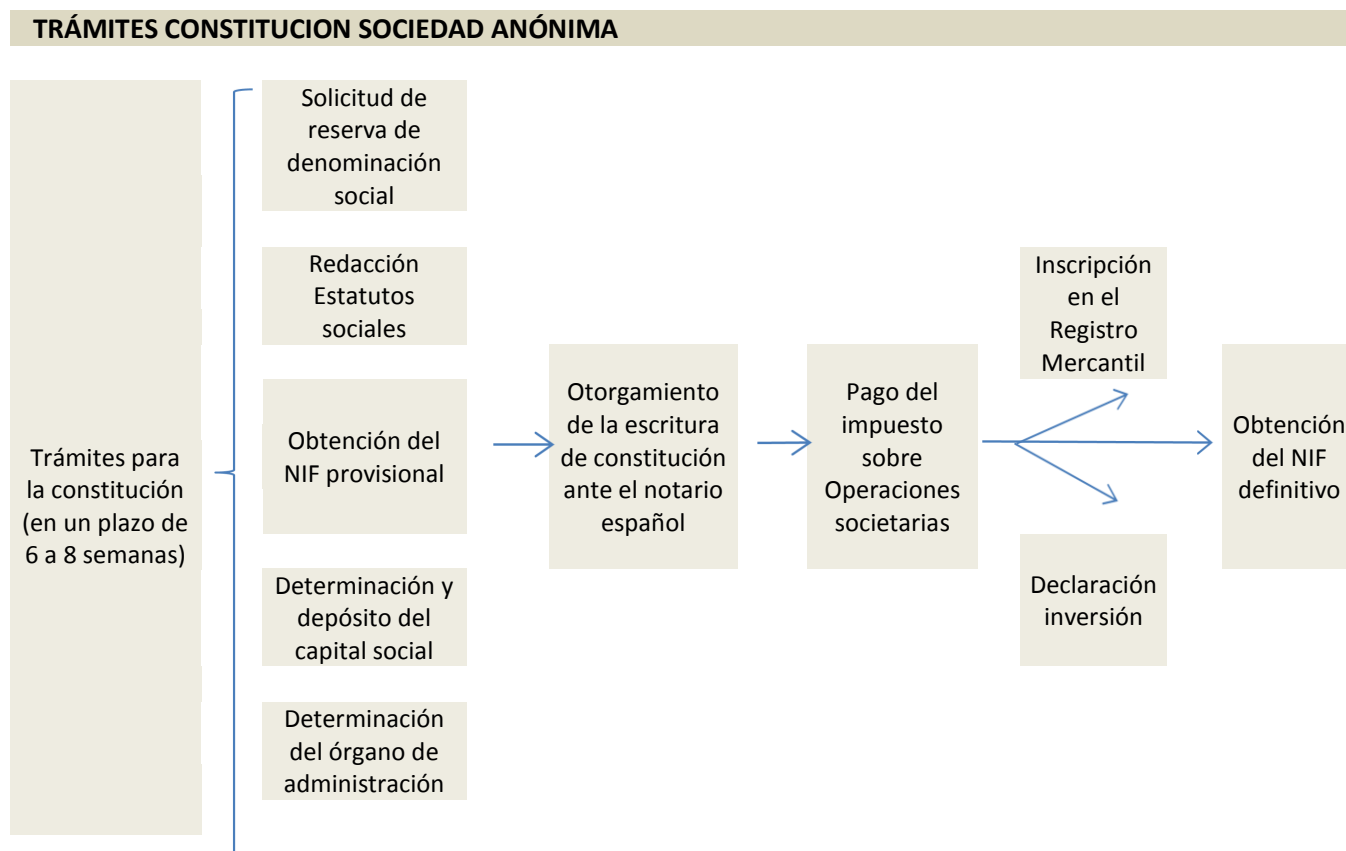 TRÁMITES CONSTITUCION SOCIEDAD ANÓNIMA
Trámites para
la constitución
(en un plazo de
6 a 8 semanas)
Solicitud de
reserva de
denominación
social
Redacción
Estatutos
sociales
Obtención del
NIF provisional
Determinación y
depósito del
capital social
Determinación
del órgano de
administración
Otorgamiento
de la escritura
de constitución
ante el notario
español
Pago del
impuesto
sobre
Operaciones
societarias
Inscripción
en el
Registro
Mercantil
Declaración
inversión
Obtención
del NIF
definitivo